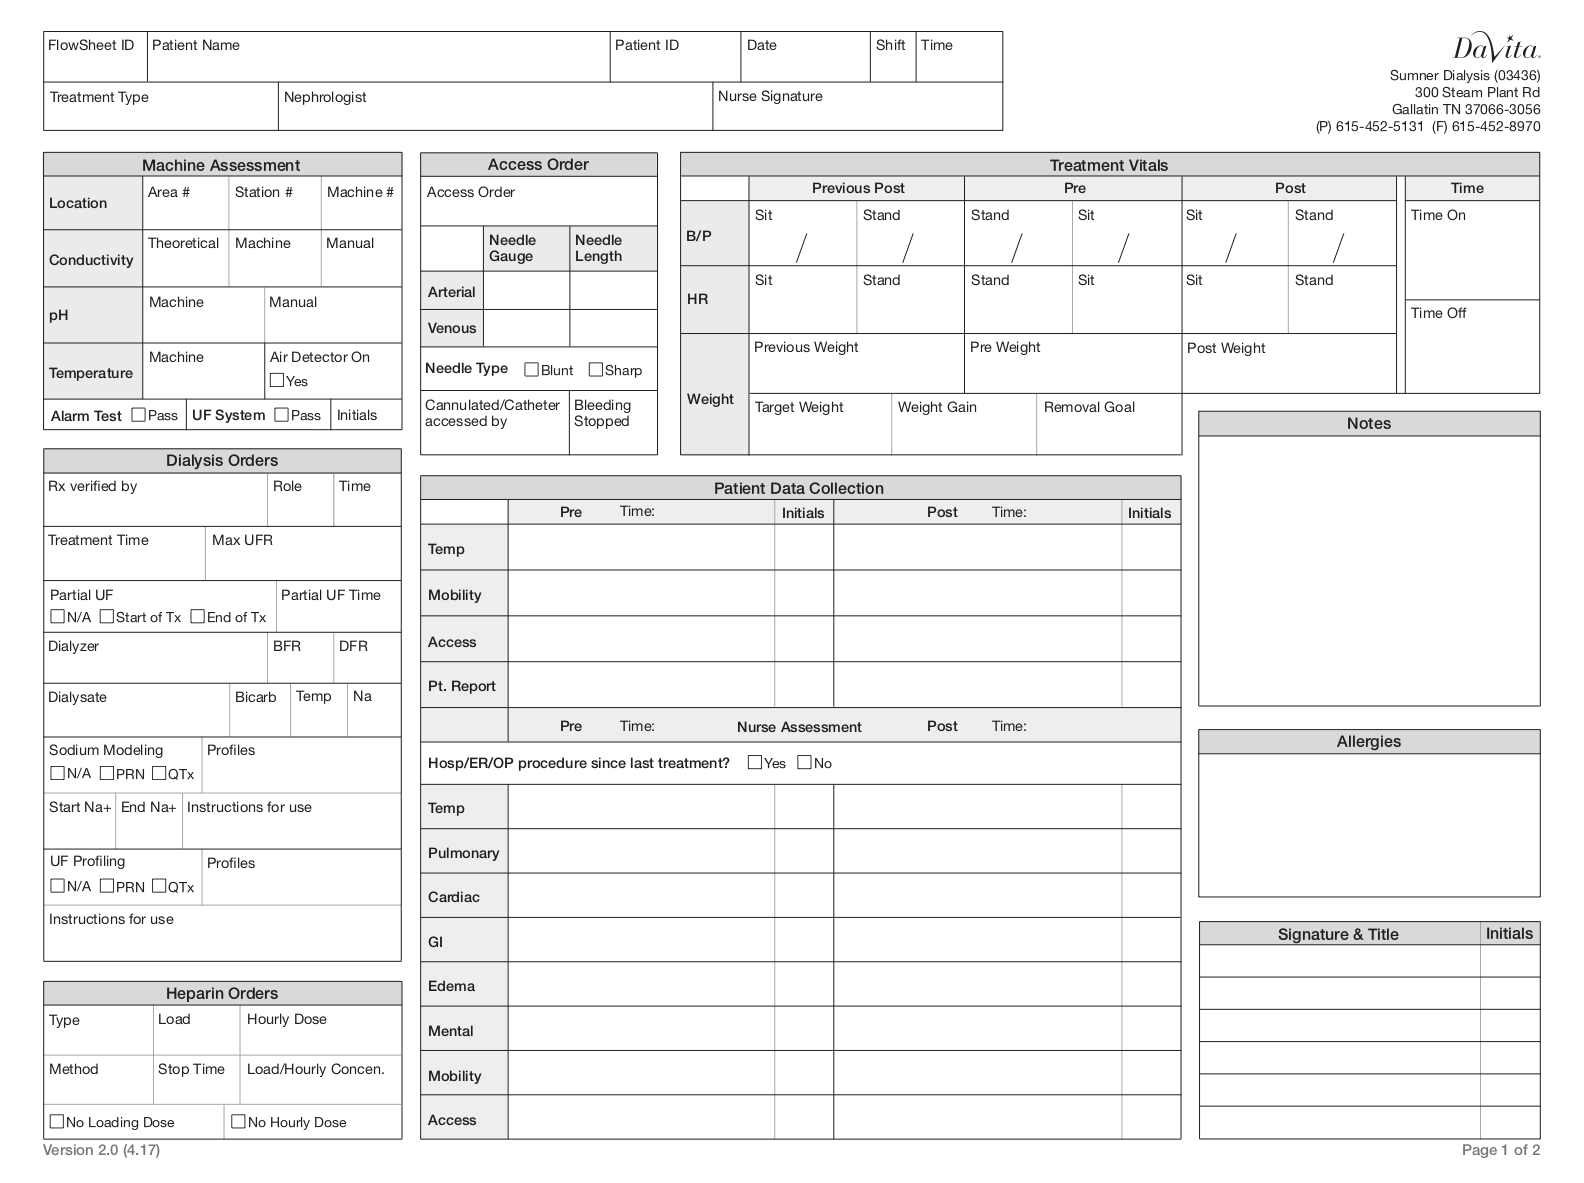 FlowSheet ID Patient Name Patient ID Date Shift Time
Treatment Type Nephrologist Nurse Signature
DaVita.
Sumner Dialysis (03436)
300 Steam Plant Rd
Gallatin TN 37066-3056
(P) 615-452-5131 (F) 615-452-8970
Machine Assessment
Location Area # Station # Machine #
Conductivity Theoretical Machine Manual
pH Machine Manual
Temperature Machine Air Detector On
Yes
Alarm Test Pass UF System Pass Initials
Dialysis Orders
Rx verified by Role Time
Treatment Time Max UFR
Partial UF Partial UF Time
N/A Start of Tx End of Tx
Dialyzer BFR DFR
Dialysate Bicarb Temp Na
Sodium Modeling Profiles
N/A PRN QTx
Start Na+ End Na+ Instructions for use
UF Profiling Profiles
N/A PRN QTx
Instructions for use
Heparin Orders
Type Load Hourly Dose
Method Stop Time Load/Hourly Concen.
No Loading Dose No Hourly Dose
Access Order
Access Order
Needle Needle
Gauge Length
Arterial
Venous
Needle Type Blunt Sharp
Cannulated/Catheter Bleeding
accessed by Stopped
Treatment Vitals
Previous Post Pre Post Time
B/P Sit Stand Stand Sit Sit Stand Time On
/ / / / / /
HR Sit Stand Stand Sit Sit Stand
Time Off
Weight Previous Weight Pre Weight Post Weight
Target Weight Weight Gain Removal Goal
Patient Data Collection
Pre Time: Initials Post Time: Initials
Temp
Mobility
Access
Pt. Report
Pre Time: Nurse Assessment Post Time:
Hosp/ER/OP procedure since last treatment? Yes No
Temp
Pulmonary
Cardiac
GI
Edema
Mental
Mobility
Access
Notes
Allergies
Signature & Title Initials
Version 2.0 (4.17)
Page 1 of 2